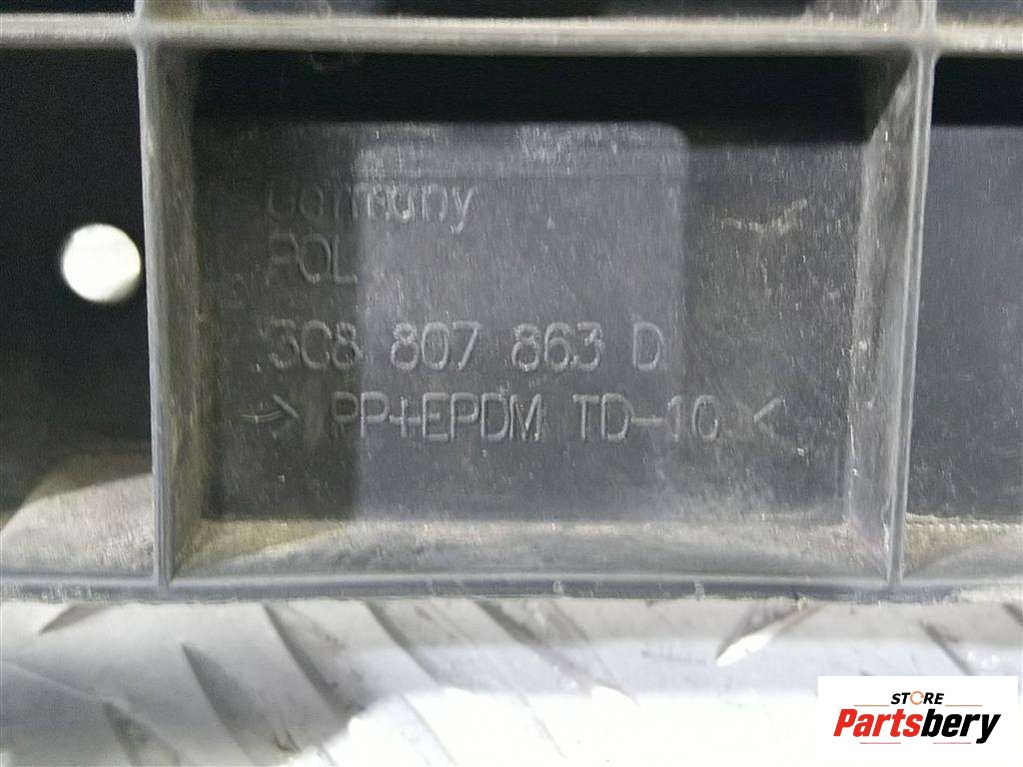 Germany
POL
3C8 807 863 D
> PP+EPDM TD-10 <
STORE
Partsbery